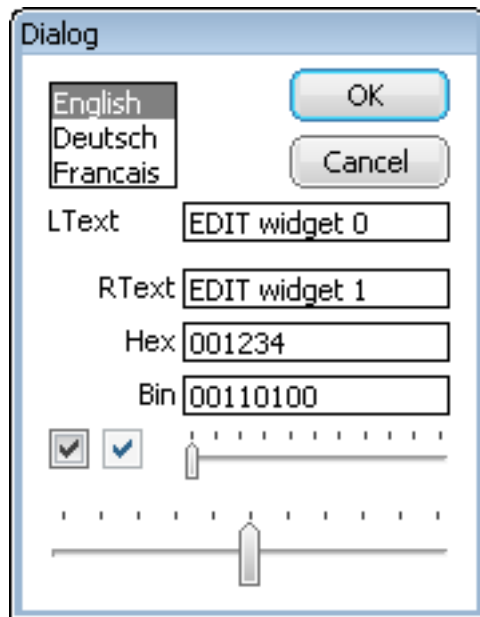 Dialog
English
Deutsch
Francais
OK
Cancel
LText EDIT widget 0
RText EDIT widget 1
Hex 001234
Bin 00110100